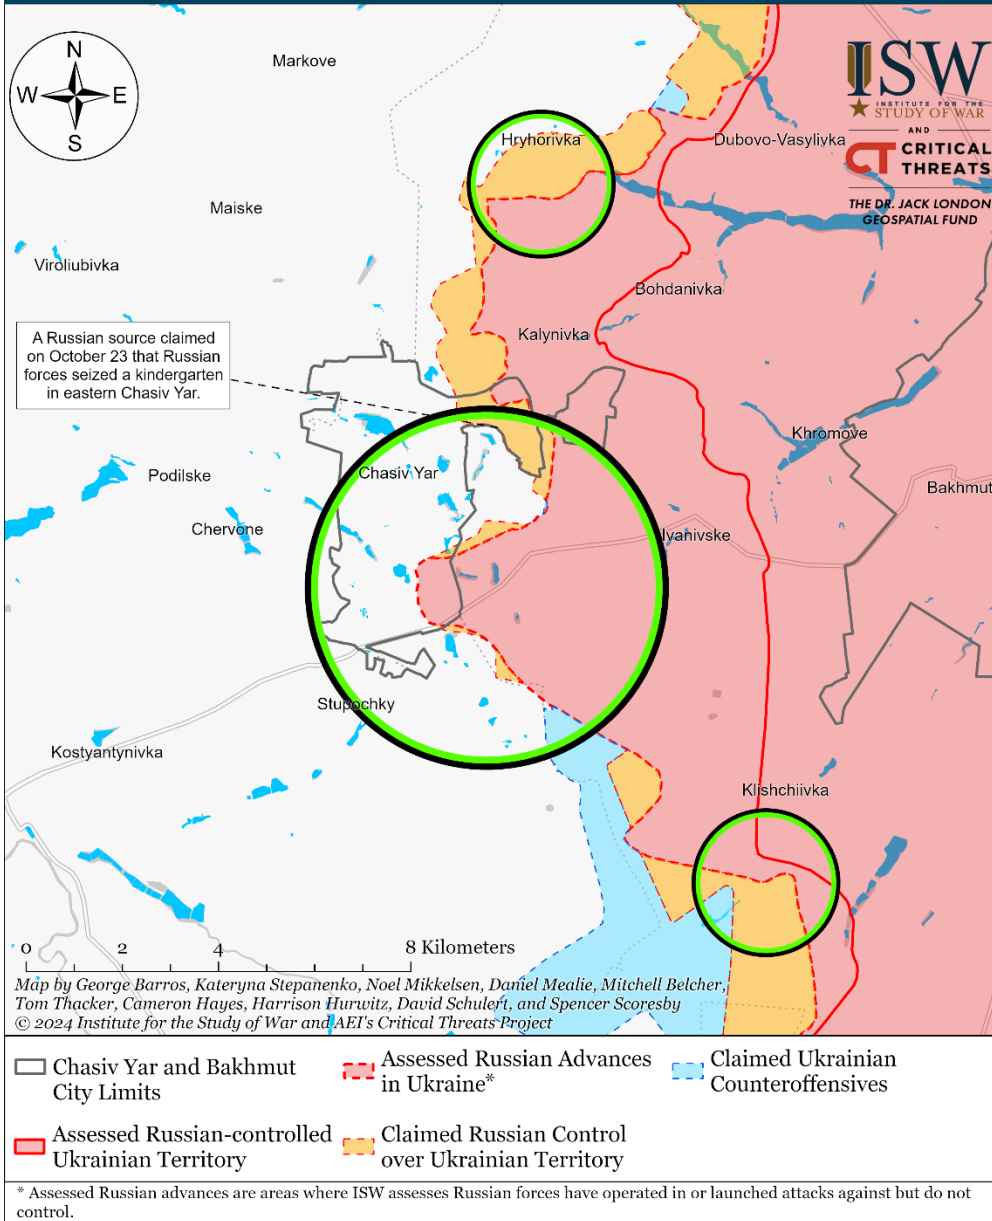 N
W
E
S
Markove
ISW
INSTITUTE FOR THE
STUDY OF WAR
AND
CT CRITICAL
THREATS
THE DR. JACK LONDON
GEOSPATIAL FUND
Hryhorivka
Dubovo-Vasylivka
Maiske
Viroliubivka
Bohdanivka
Kalynivka
A Russian source claimed
on October 23 that Russian
forces seized a kindergarten
in eastern Chasiv Yar.
Khromove
Podilske
Chasiv Yar
Bakhmut
Chervone
Ivanivske
Stupochky
Kostyantynivka
Klishchiivka
0 2 4 8 Kilometers
Map by George Barros, Kateryna Stepanenko, Noel Mikkelsen, Daniel Mealie, Mitchell Belcher,
Tom Thacker, Cameron Hayes, Harrison Hurwitz, David Schulert, and Spencer Scoresby
© 2024 Institute for the Study of War and AEI's Critical Threats Project
Chasiv Yar and Bakhmut
City Limits
Assessed Russian Advances
in Ukraine*
Claimed Ukrainian
Counteroffensives
Assessed Russian-controlled
Ukrainian Territory
Claimed Russian Control
over Ukrainian Territory
* Assessed Russian advances are areas where ISW assesses Russian forces have operated in or launched attacks against but do not
control.